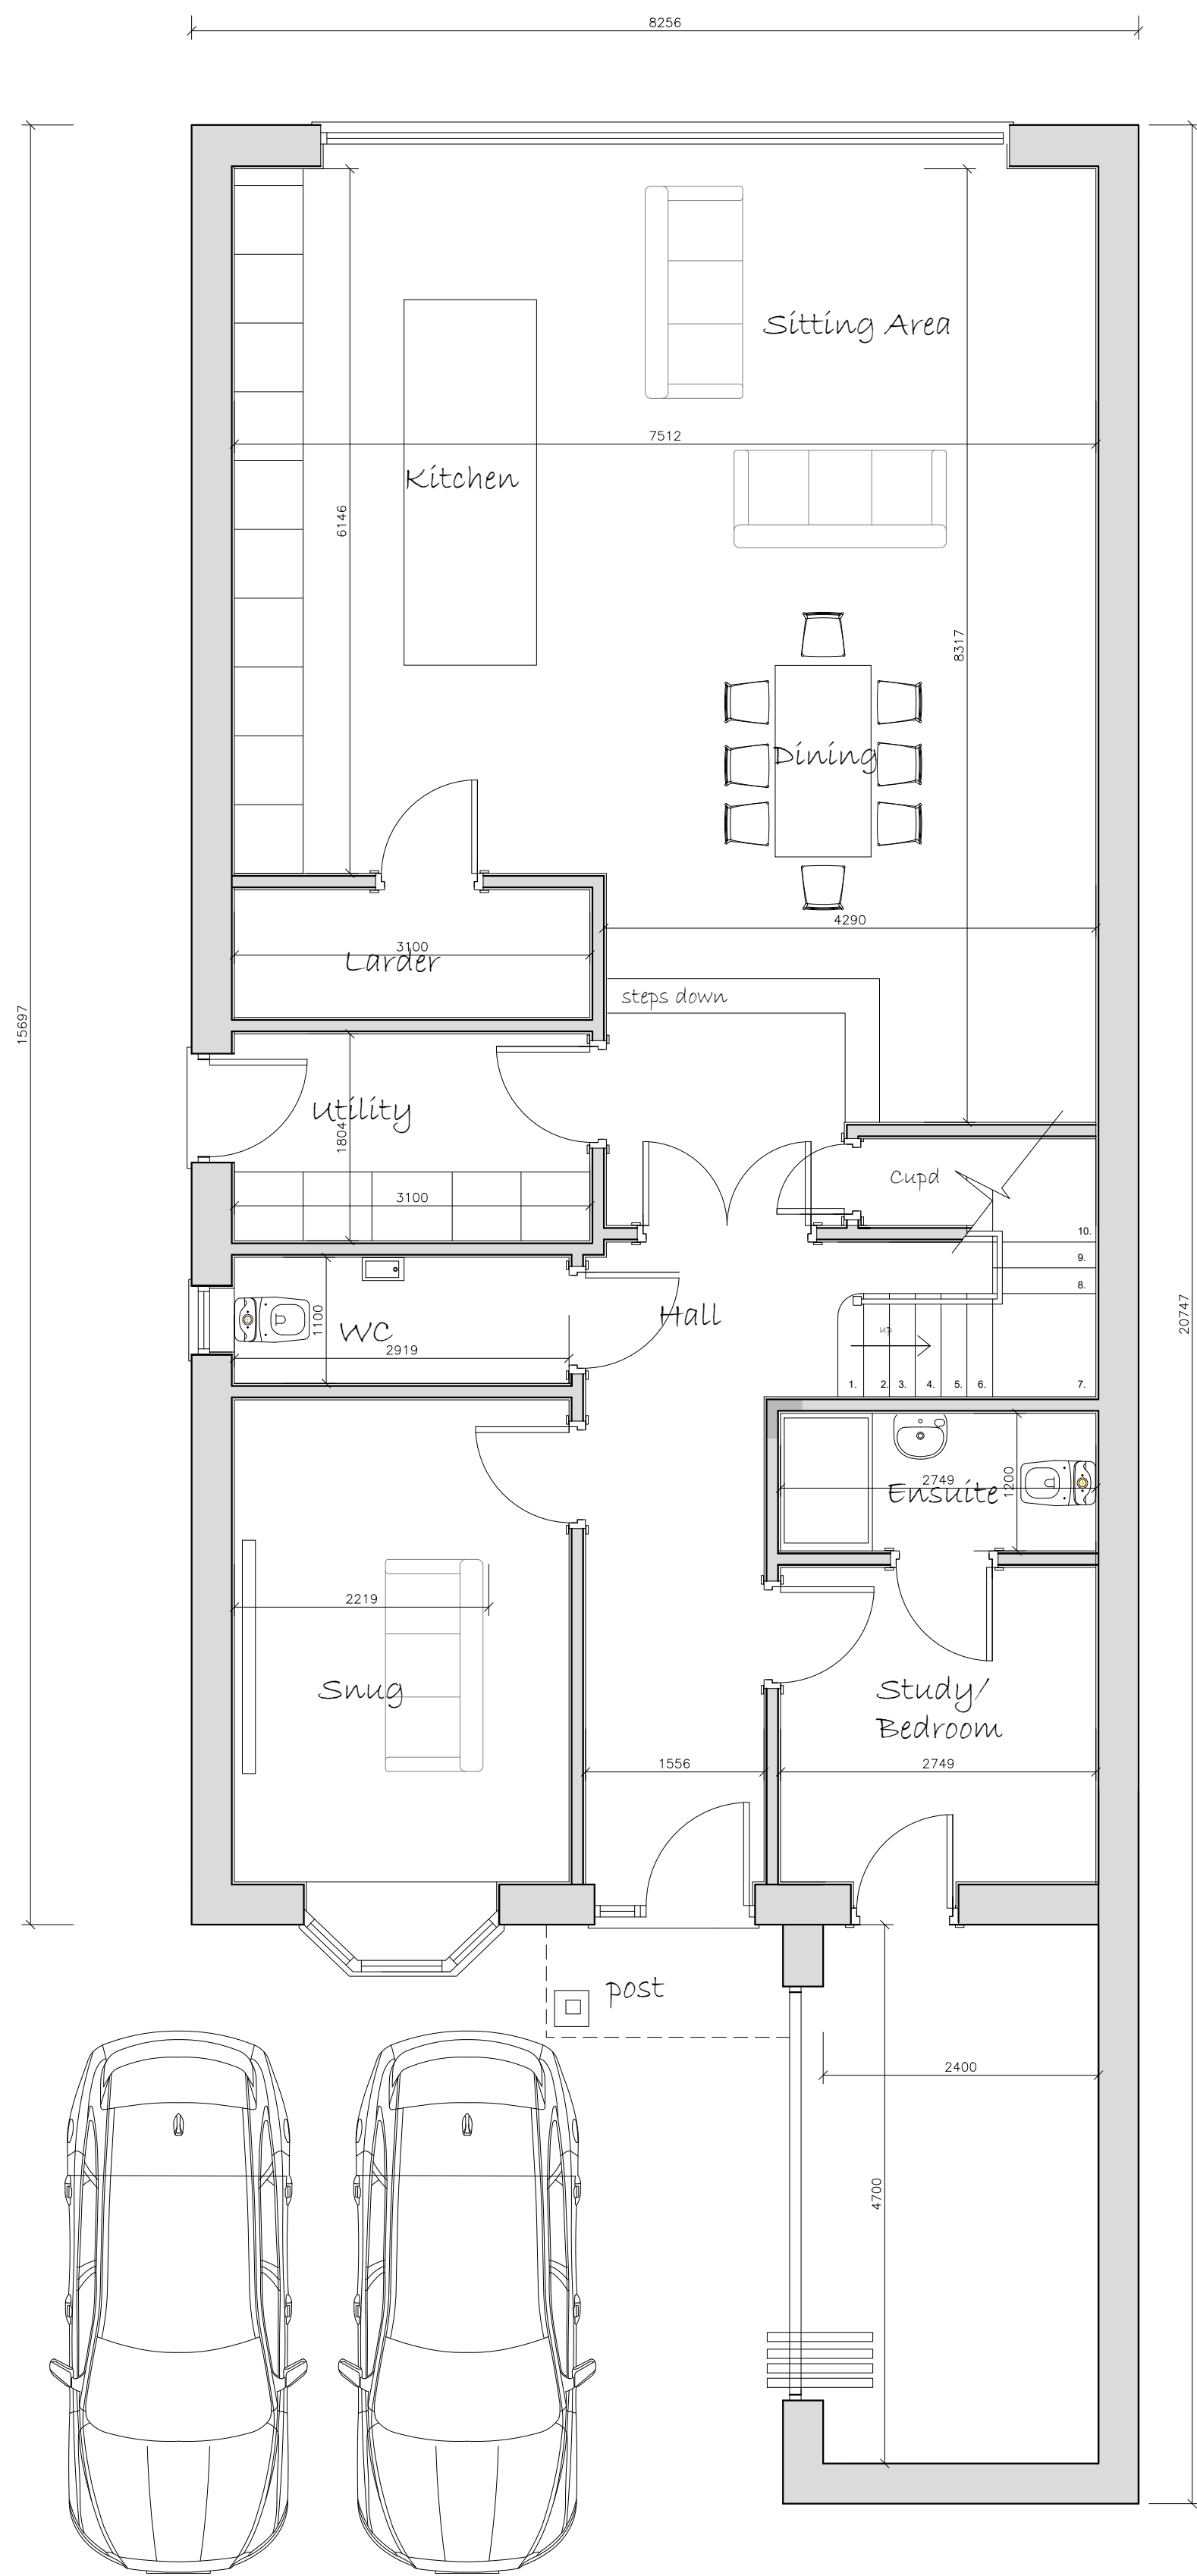 8256
Sitting Area
7512
Kitchen
6146
8317
Dining
4290
3100
Larder
steps down
15697
Utility
1804
Cupd
3100
10.
9.
8.
20747
Hall
WC
1100
2919
up
1. 2. 3. 4. 5. 6. 7.
2749
Ensuite
1200
2219
Snug
Study/
Bedroom
1556
2749
post
2400
4700